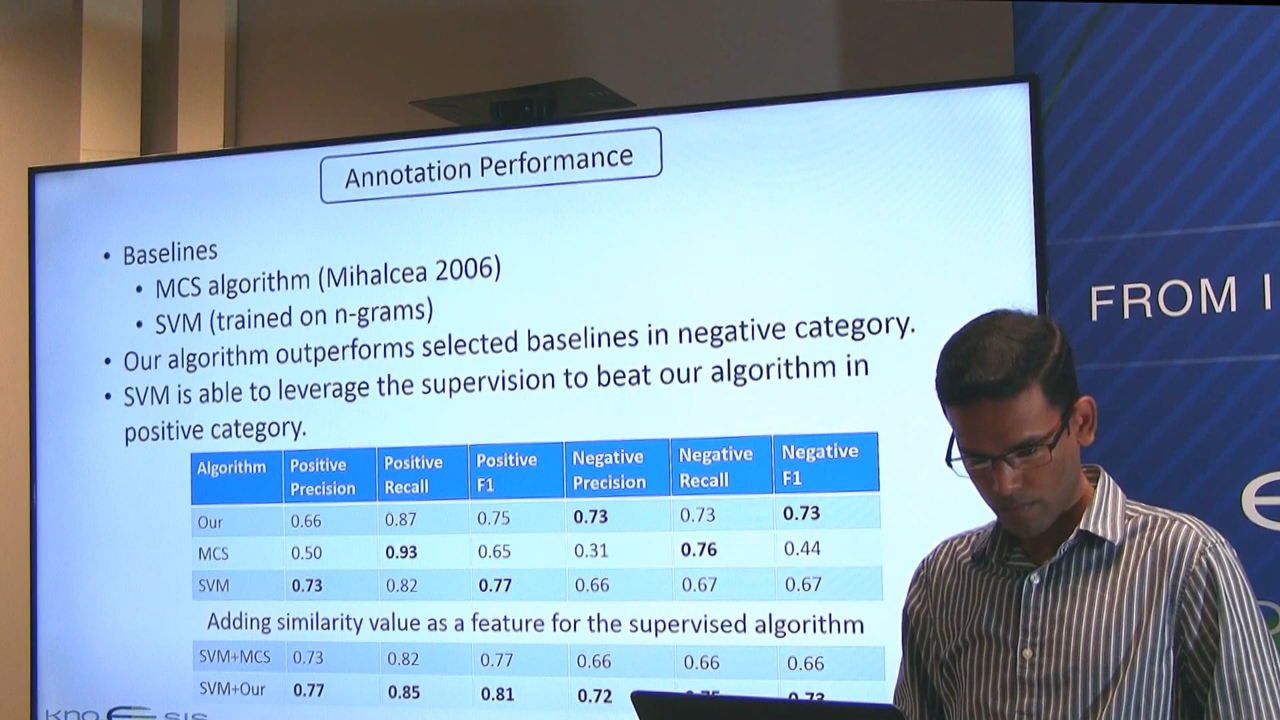 Annotation Performance
• Baselines
• MCS algorithm (Mihalcea 2006)
• SVM (trained on n-grams)
• Our algorithm outperforms selected baselines in negative category.
• SVM is able to leverage the supervision to beat our algorithm in
positive category.
Algorithm Positive Precision Positive Recall Positive F1 Negative Precision Negative Recall Negative F1
Our 0.66 0.87 0.75 0.73 0.73 0.73
MCS 0.50 0.93 0.65 0.31 0.76 0.44
SVM 0.73 0.82 0.77 0.66 0.67 0.67
Adding similarity value as a feature for the supervised algorithm
SVM+MCS 0.73 0.82 0.77 0.66 0.66 0.66
SVM+Our 0.77 0.85 0.81 0.72
FROM